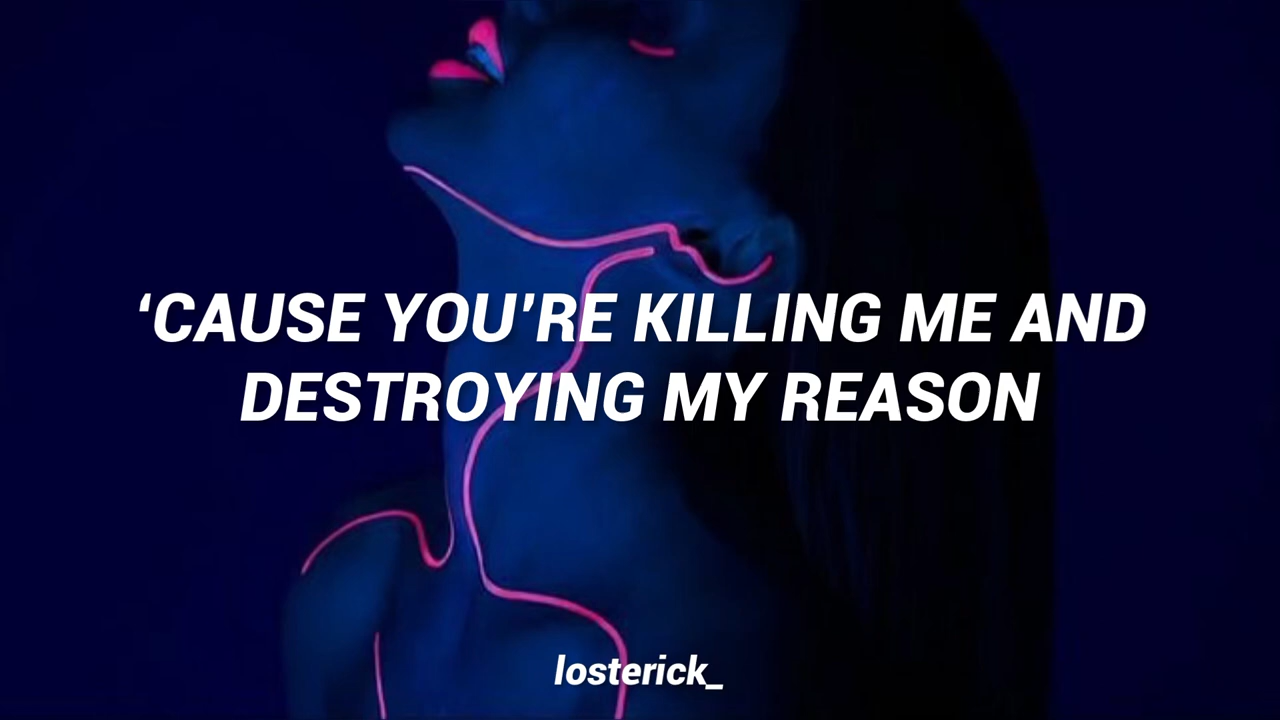 ‘CAUSE YOU’RE KILLING ME AND
DESTROYING MY REASON
losterick_